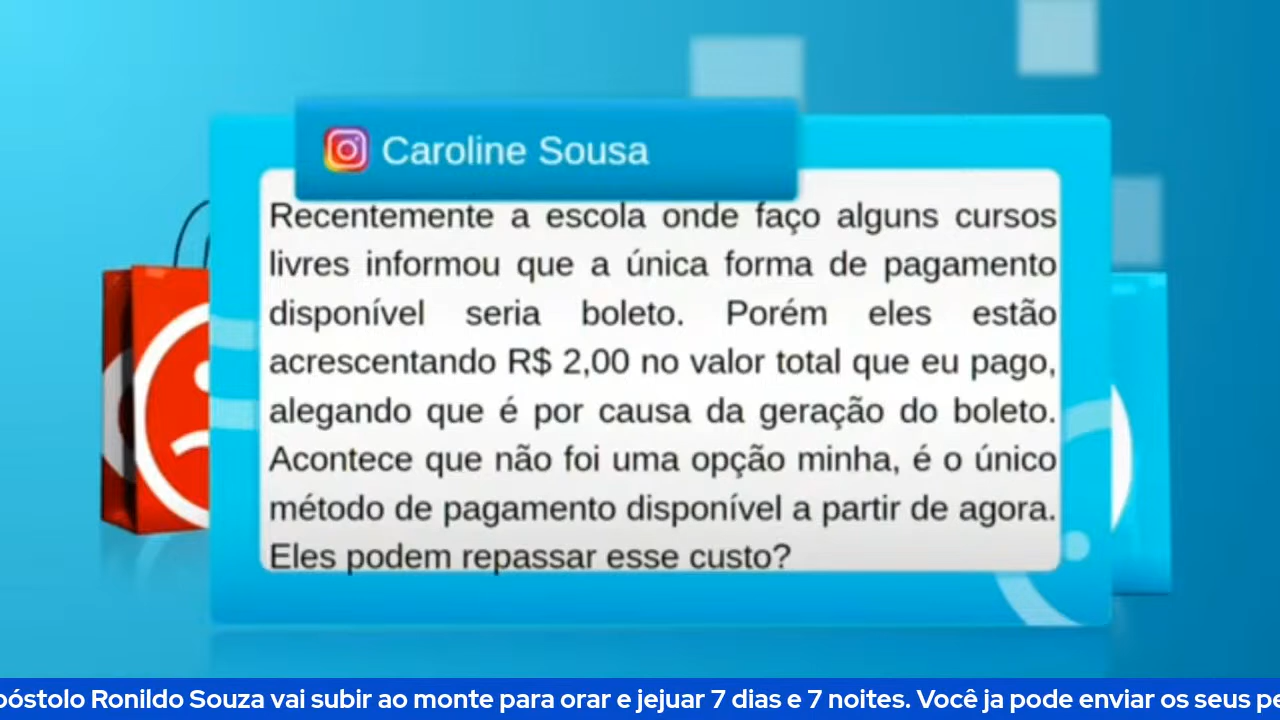 Caroline Sousa
Recentemente a escola onde faço alguns cursos
livres informou que a única forma de pagamento
disponível seria boleto. Porém eles estão
acrescentando R$ 2,00 no valor total que eu pago,
alegando que é por causa da geração do boleto.
Acontece que não foi uma opção minha, é o único
método de pagamento disponível a partir de agora.
Eles podem repassar esse custo?
póstolo Ronildo Souza vai subir ao monte para orar e jejuar 7 dias e 7 noites. Você ja pode enviar os seus pe